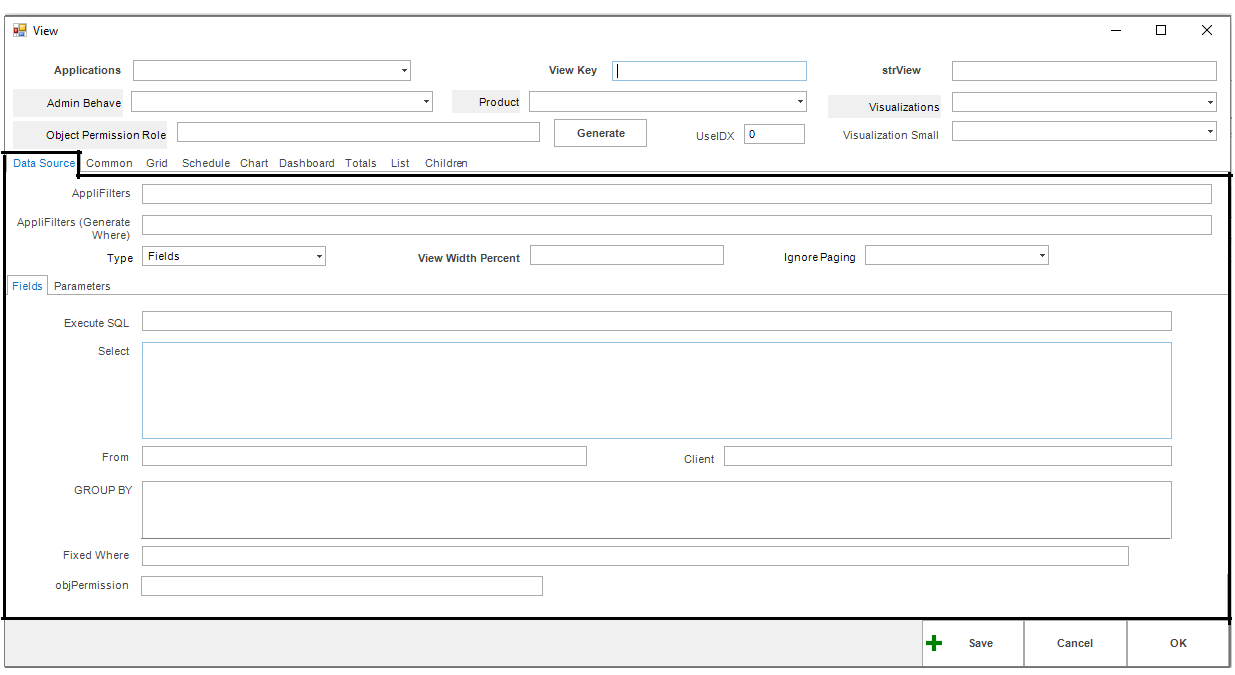 View
Applications View Key strView
Admin Behave Product Visualizations
Object Permission Role Generate UseIDX 0 Visualization Small
Data Source Common Grid Schedule Chart Dashboard Totals List Children
AppliFilters
AppliFilters (Generate
Where)
Type Fields View Width Percent Ignore Paging
Fields Parameters
Execute SQL
Select
From Client
GROUP BY
Fixed Where
objPermission
Save Cancel OK